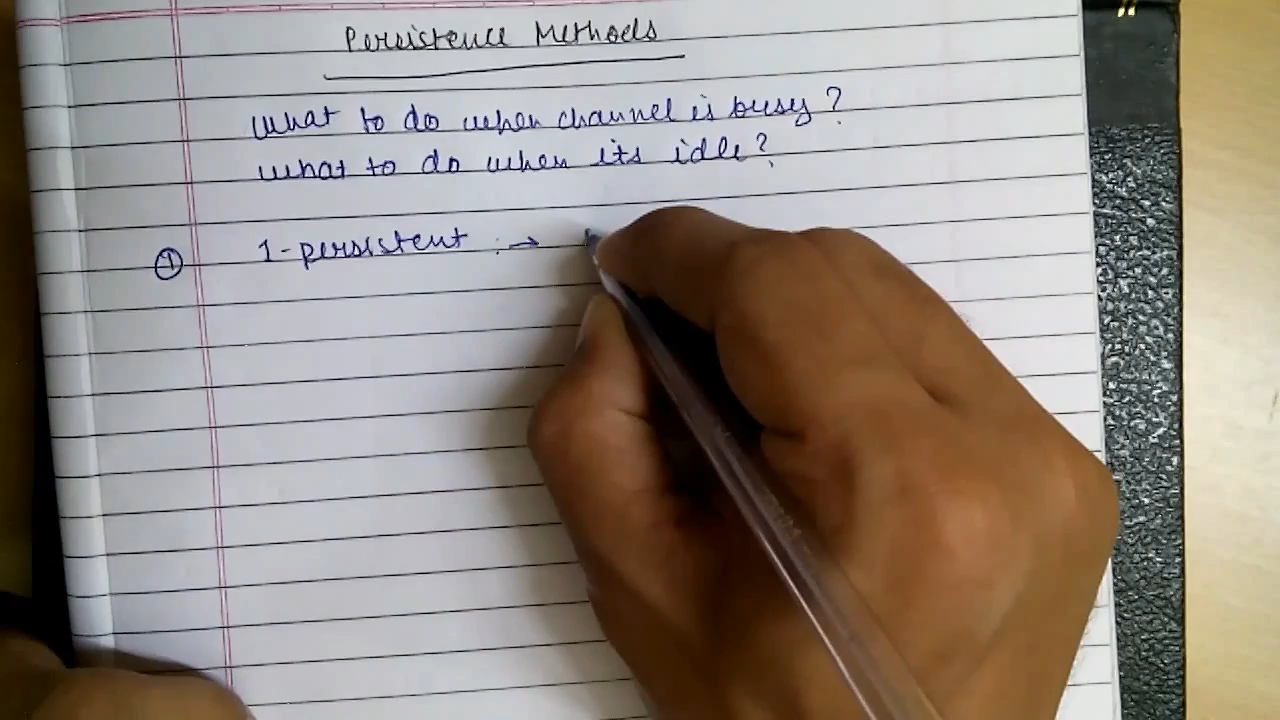 Persistence Methods
What to do when channel is busy?
What to do when its idle?
① 1-persistent :→